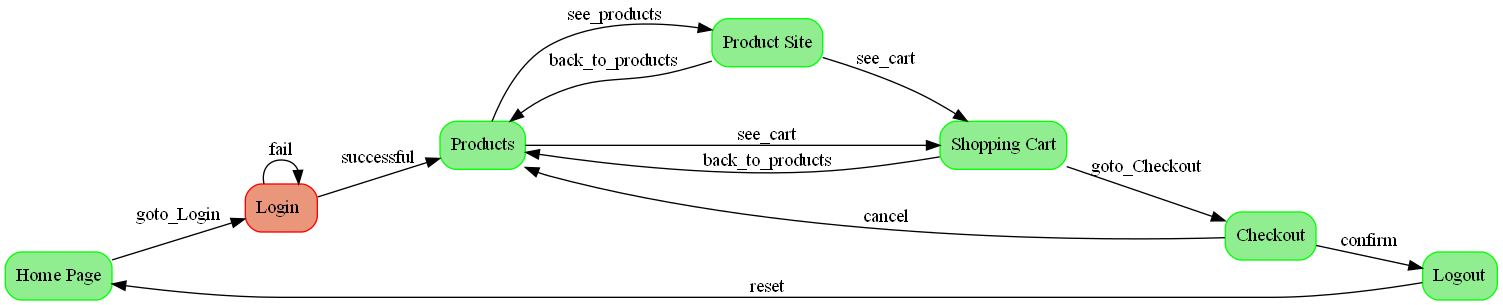 see_products
Product Site
back_to_products
see_cart
Products
see_cart
Shopping Cart
back_to_products
fail
successful
goto_Checkout
Login
goto_Login
cancel
Checkout
confirm
Home Page
Logout
reset